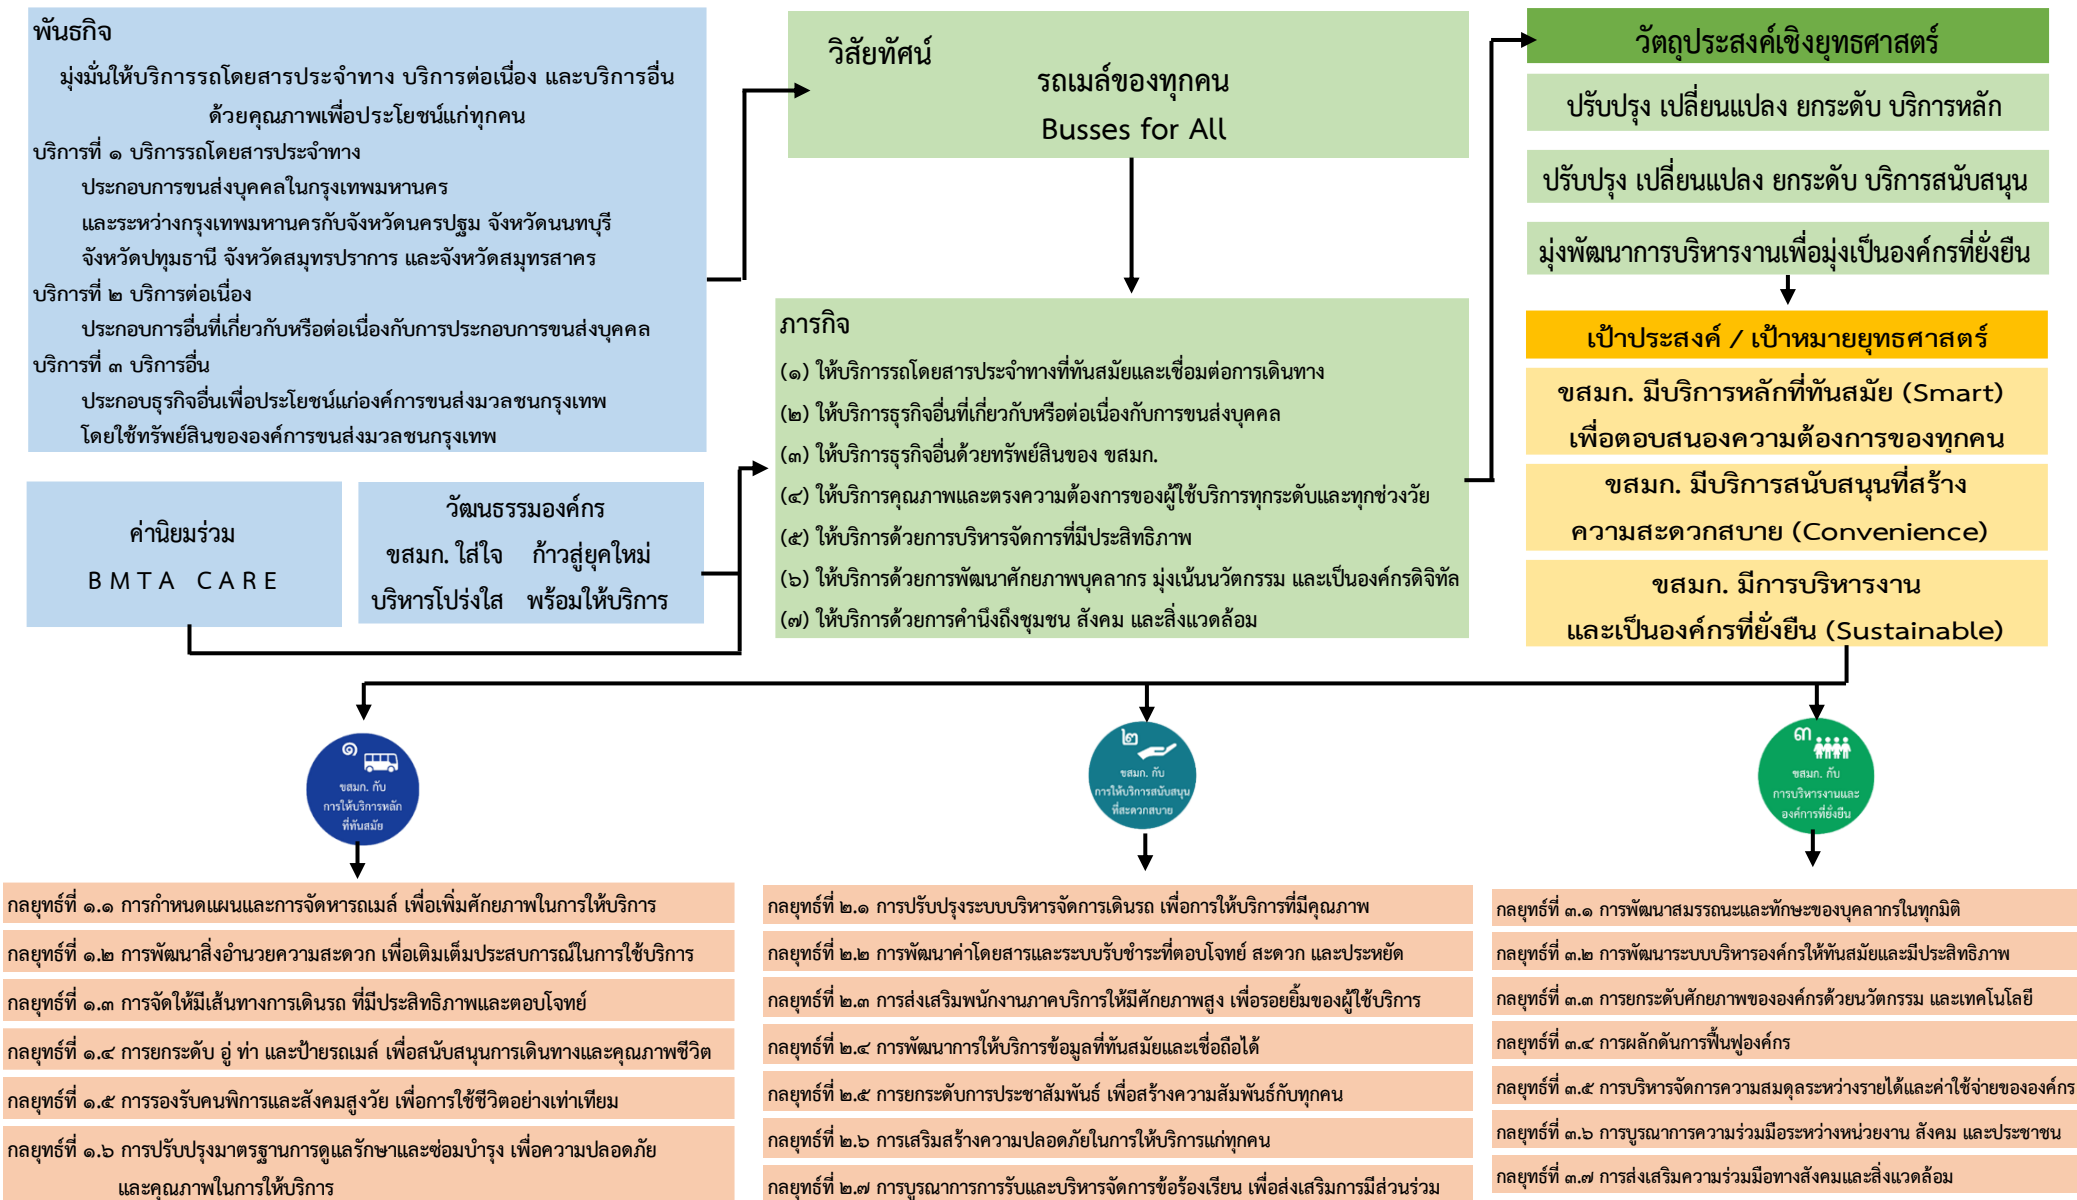 พันธกิจ
มุ่งมั่นให้บริการรถโดยสารประจำทาง บริการต่อเนื่อง และบริการอื่น
ด้วยคุณภาพเพื่อประโยชน์แก่ทุกคน
บริการที่ ๑ บริการรถโดยสารประจำทาง
ประกอบการขนส่งบุคคลในกรุงเทพมหานคร
และระหว่างกรุงเทพมหานครกับจังหวัดนครปฐม จังหวัดนนทบุรี
จังหวัดปทุมธานี จังหวัดสมุทรปราการ และจังหวัดสมุทรสาคร
บริการที่ ๒ บริการต่อเนื่อง
ประกอบการอื่นที่เกี่ยวกับหรือต่อเนื่องกับการประกอบการขนส่งบุคคล
บริการที่ ๓ บริการอื่น
ประกอบธุรกิจอื่นเพื่อประโยชน์แก่องค์การขนส่งมวลชนกรุงเทพ
โดยใช้ทรัพย์สินขององค์การขนส่งมวลชนกรุงเทพ
ค่านิยมร่วม
BMTA CARE
วัฒนธรรมองค์กร
ขสมก. ใส่ใจ ก้าวสู่ยุคใหม่
บริหารโปร่งใส พร้อมให้บริการ
วิสัยทัศน์
รถเมล์ของทุกคน
Busses for All
ภารกิจ
(๑) ให้บริการรถโดยสารประจำทางที่ทันสมัยและเชื่อมต่อการเดินทาง
(๒) ให้บริการธุรกิจอื่นที่เกี่ยวกับหรือต่อเนื่องกับการขนส่งบุคคล
(๓) ให้บริการธุรกิจอื่นด้วยทรัพย์สินของ ขสมก.
(๔) ให้บริการคุณภาพและตรงความต้องการของผู้ใช้บริการทุกระดับและทุกช่วงวัย
(๕) ให้บริการด้วยการบริหารจัดการที่มีประสิทธิภาพ
(๖) ให้บริการด้วยการพัฒนาศักยภาพบุคลากร มุ่งเน้นนวัตกรรม และเป็นองค์กรดิจิทัล
(๗) ให้บริการด้วยการคำนึงถึงชุมชน สังคม และสิ่งแวดล้อม
วัตถุประสงค์เชิงยุทธศาสตร์
ปรับปรุง เปลี่ยนแปลง ยกระดับ บริการหลัก
ปรับปรุง เปลี่ยนแปลง ยกระดับ บริการสนับสนุน
มุ่งพัฒนาการบริหารงานเพื่อมุ่งเป็นองค์กรที่ยั่งยืน
เป้าประสงค์ / เป้าหมายยุทธศาสตร์
ขสมก. มีบริการหลักที่ทันสมัย (Smart)
เพื่อตอบสนองความต้องการของทุกคน
ขสมก. มีบริการสนับสนุนที่สร้าง
ความสะดวกสบาย (Convenience)
ขสมก. มีการบริหารงาน
และเป็นองค์กรที่ยั่งยืน (Sustainable)
๑
ขสมก. กับ
การให้บริการหลัก
ที่ทันสมัย
๒
ขสมก. กับ
การให้บริการสนับสนุน
ที่สะดวกสบาย
๓
ขสมก. กับ
การบริหารงานและ
องค์การที่ยั่งยืน
กลยุทธ์ที่ ๑.๑ การกำหนดแผนและการจัดหารถเมล์ เพื่อเพิ่มศักยภาพในการให้บริการ
กลยุทธ์ที่ ๑.๒ การพัฒนาสิ่งอำนวยความสะดวก เพื่อเติมเต็มประสบการณ์ในการใช้บริการ
กลยุทธ์ที่ ๑.๓ การจัดให้มีเส้นทางการเดินรถ ที่มีประสิทธิภาพและตอบโจทย์
กลยุทธ์ที่ ๑.๔ การยกระดับ อู่ ท่า และป้ายรถเมล์ เพื่อสนับสนุนการเดินทางและคุณภาพชีวิต
กลยุทธ์ที่ ๑.๕ การรองรับคนพิการและสังคมสูงวัย เพื่อการใช้ชีวิตอย่างเท่าเทียม
กลยุทธ์ที่ ๑.๖ การปรับปรุงมาตรฐานการดูแลรักษาและซ่อมบำรุง เพื่อความปลอดภัย
และคุณภาพในการให้บริการ
กลยุทธ์ที่ ๒.๑ การปรับปรุงระบบบริหารจัดการเดินรถ เพื่อการให้บริการที่มีคุณภาพ
กลยุทธ์ที่ ๒.๒ การพัฒนาค่าโดยสารและระบบรับชำระที่ตอบโจทย์ สะดวก และประหยัด
กลยุทธ์ที่ ๒.๓ การส่งเสริมพนักงานภาคบริการให้มีศักยภาพสูง เพื่อรอยยิ้มของผู้ใช้บริการ
กลยุทธ์ที่ ๒.๔ การพัฒนาการให้บริการข้อมูลที่ทันสมัยและเชื่อถือได้
กลยุทธ์ที่ ๒.๕ การยกระดับการประชาสัมพันธ์ เพื่อสร้างความสัมพันธ์กับทุกคน
กลยุทธ์ที่ ๒.๖ การเสริมสร้างความปลอดภัยในการให้บริการแก่ทุกคน
กลยุทธ์ที่ ๒.๗ การบูรณาการการรับและบริหารจัดการข้อร้องเรียน เพื่อส่งเสริมการมีส่วนร่วม
กลยุทธ์ที่ ๓.๑ การพัฒนาสมรรถนะและทักษะของบุคลากรในทุกมิติ
กลยุทธ์ที่ ๓.๒ การพัฒนาระบบบริหารองค์กรให้ทันสมัยและมีประสิทธิภาพ
กลยุทธ์ที่ ๓.๓ การยกระดับศักยภาพขององค์กรด้วยนวัตกรรม และเทคโนโลยี
กลยุทธ์ที่ ๓.๔ การผลักดันการฟื้นฟูองค์กร
กลยุทธ์ที่ ๓.๕ การบริหารจัดการความสมดุลระหว่างรายได้และค่าใช้จ่ายขององค์กร
กลยุทธ์ที่ ๓.๖ การบูรณาการความร่วมมือระหว่างหน่วยงาน สังคม และประชาชน
กลยุทธ์ที่ ๓.๗ การส่งเสริมความร่วมมือทางสังคมและสิ่งแวดล้อม